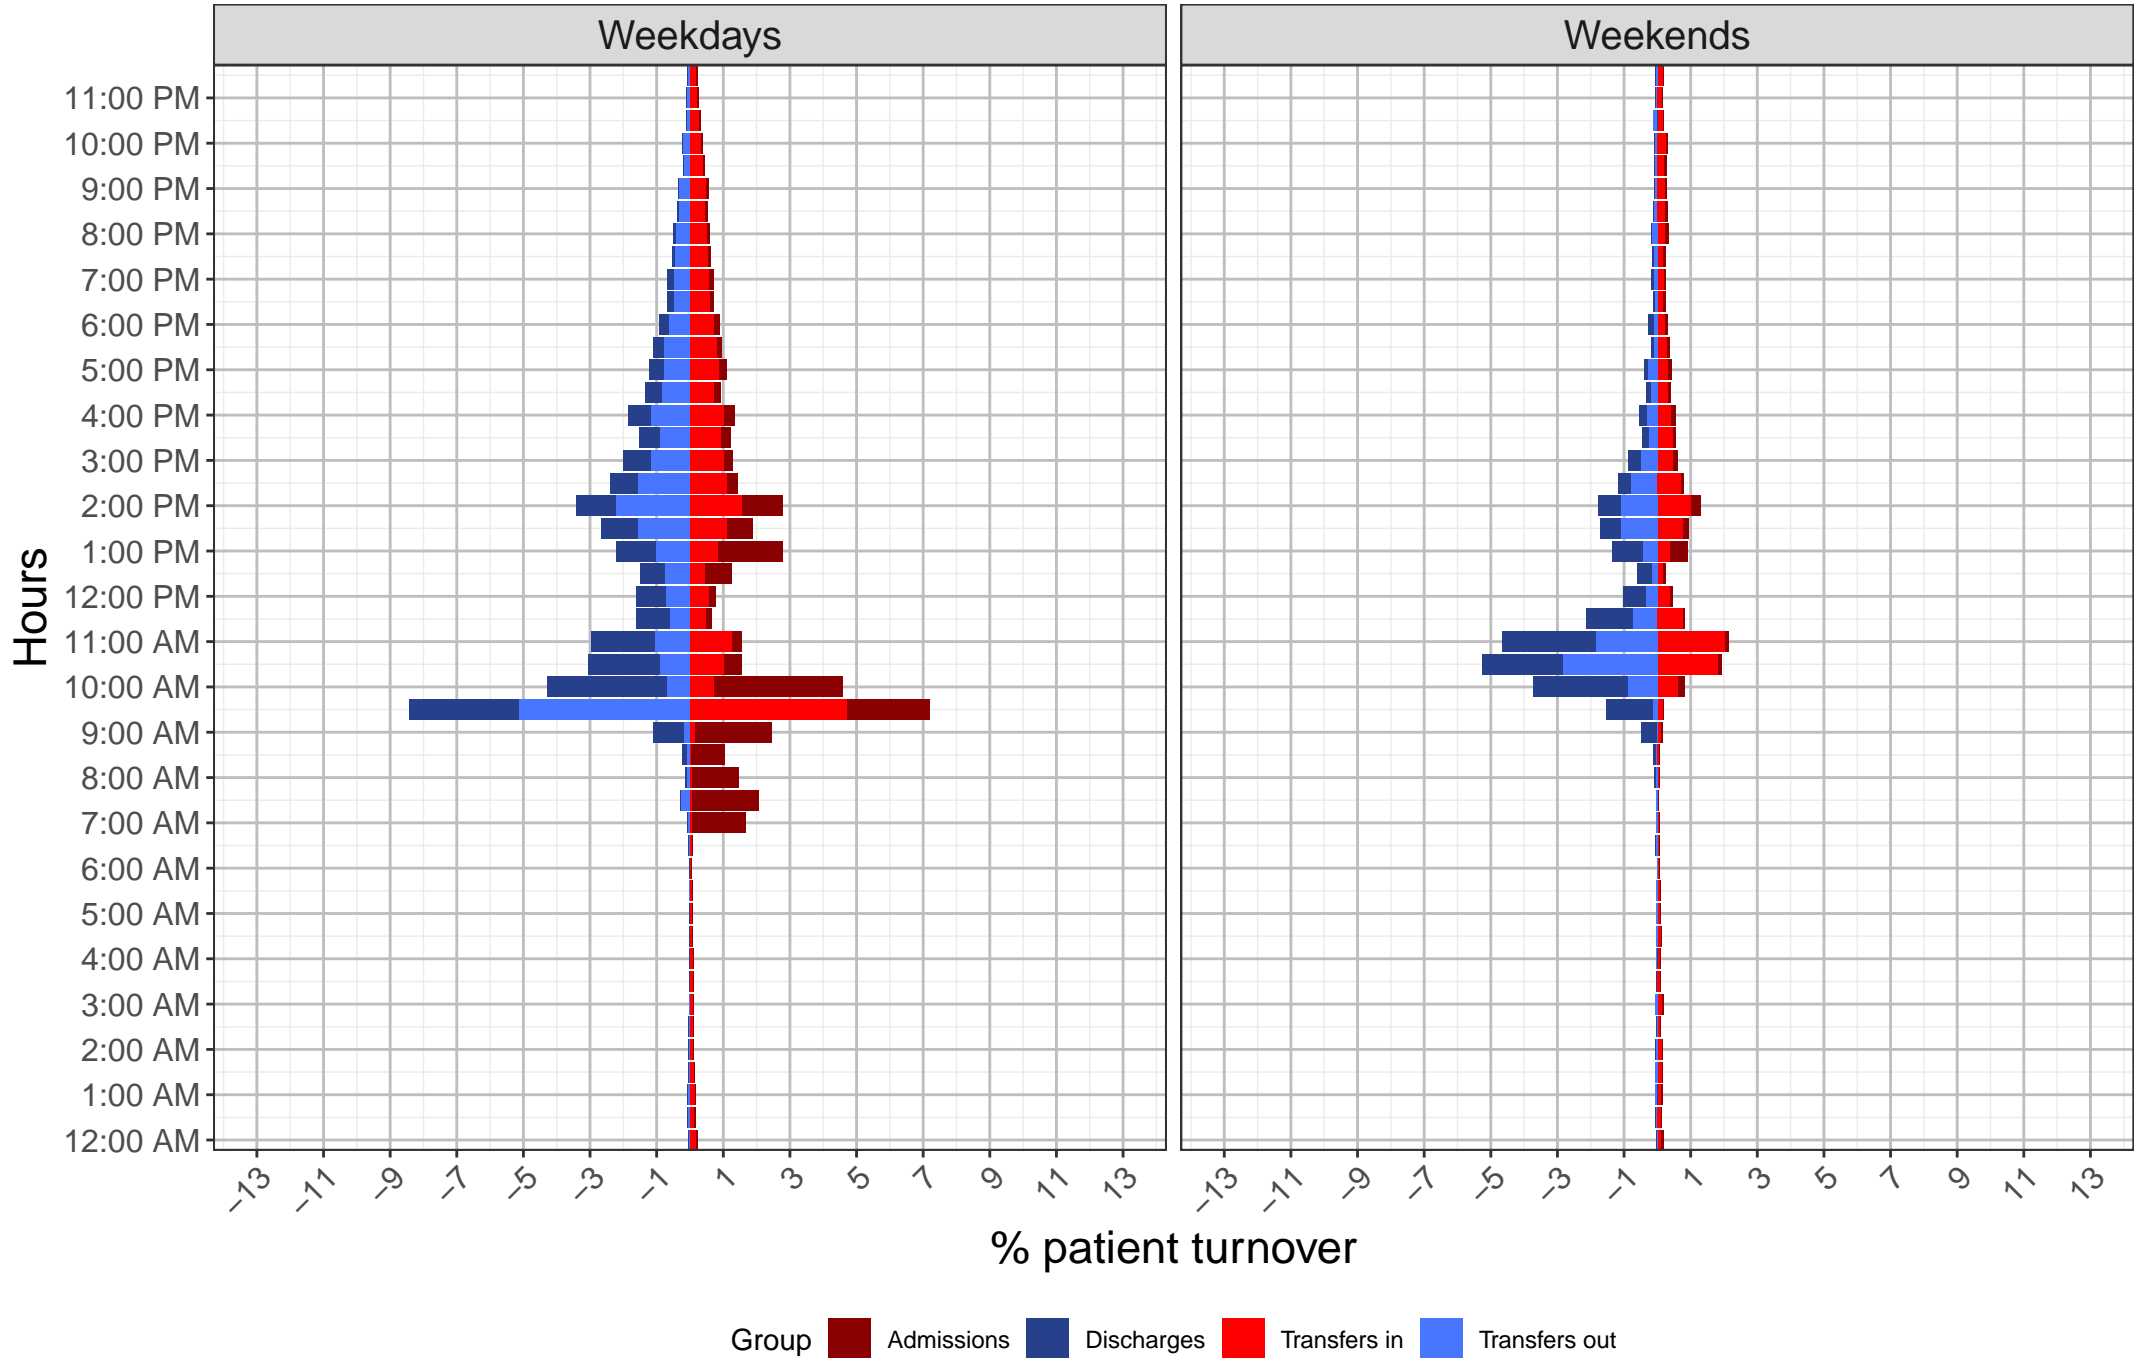 Weekdays
Weekends
Hours
11:00 PM
10:00 PM
9:00 PM
8:00 PM
7:00 PM
6:00 PM
5:00 PM
4:00 PM
3:00 PM
2:00 PM
1:00 PM
12:00 PM
11:00 AM
10:00 AM
9:00 AM
8:00 AM
7:00 AM
6:00 AM
5:00 AM
4:00 AM
3:00 AM
2:00 AM
1:00 AM
12:00 AM
−13 −11 −9 −7 −5 −3 −1 1 3 5 7 9 11 13
−13 −11 −9 −7 −5 −3 −1 1 3 5 7 9 11 13
% patient turnover
Group Admissions Discharges Transfers in Transfers out